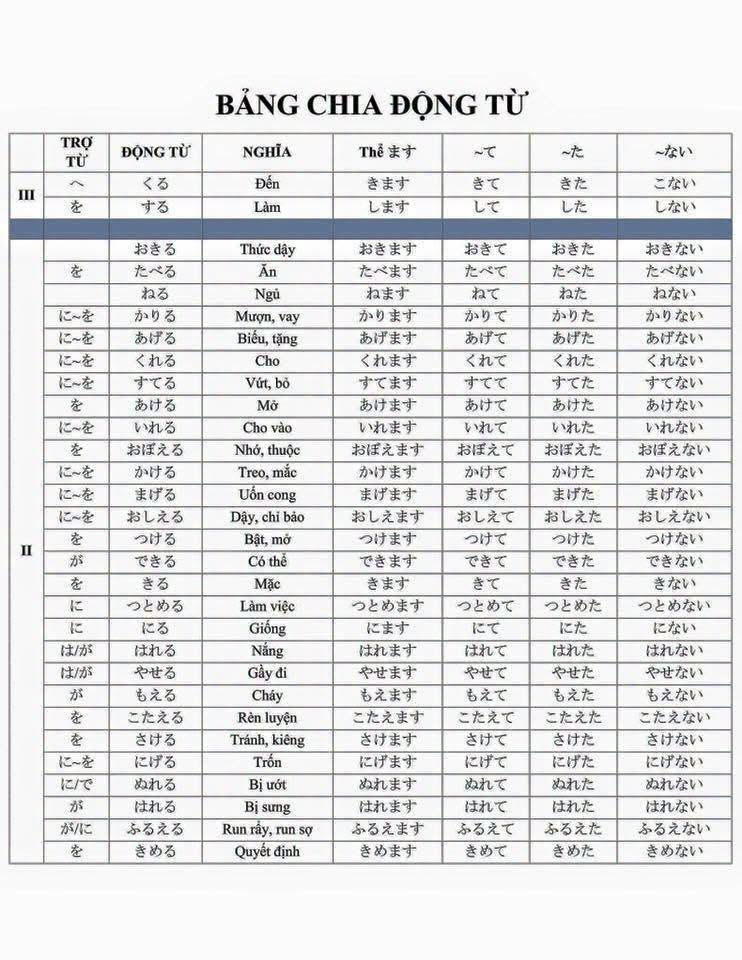 BẢNG CHIA ĐỘNG TỪ
TRỢ TỪ ĐỘNG TỪ NGHĨA Thể ます ~て ~た ~ない
III
へ くる Đến きます きて きた こない
を する Làm します して した しない
II
おきる Thức dậy おきます おきて おきた おきない
を たべる Ăn たべます たべて たべた たべない
ねる Ngủ ねます ねて ねた ねない
に~を かりる Mượn, vay かります かりて かりた かりない
に~を あげる Biếu, tặng あげます あげて あげた あげない
に~を くれる Cho くれます くれて くれた くれない
に~を すてる Vứt, bỏ すてます すてて すてた すてない
を あける Mở あけます あけて あけた あけない
に~を いれる Cho vào いれます いれて いれた いれない
を おぼえる Nhớ, thuộc おぼえます おぼえて おぼえた おぼえない
に~を かける Treo, mắc かけます かけて かけた かけない
に~を まげる Uốn cong まげます まげて まげた まげない
に~を おしえる Dậy, chỉ bảo おしえます おしえて おしえた おしえない
を つける Bật, mở つけます つけて つけた つけない
が できる Có thể できます できて できた できない
を きる Mặc きます きて きた きない
に つとめる Làm việc つとめます つとめて つとめた つとめない
に にる Giống にます にて にた にない
は/が はれる Nắng はれます はれて はれた はれない
は/が やせる Gầy đi やせます やせて やせた やせない
が もえる Cháy もえます もえて もえた もえない
を こたえる Rèn luyện こたえます こたえて こたえた こたえない
を さける Tránh, kiêng さけます さけて さけた さけない
に~を にげる Trốn にげます にげて にげた にげない
に/で ぬれる Bị ướt ぬれます ぬれて ぬれた ぬれない
が はれる Bị sưng はれます はれて はれた はれない
が/に ふるえる Run rẩy, run sợ ふるえます ふるえて ふるえた ふるえない
を きめる Quyết định きめます きめて きめた きめない